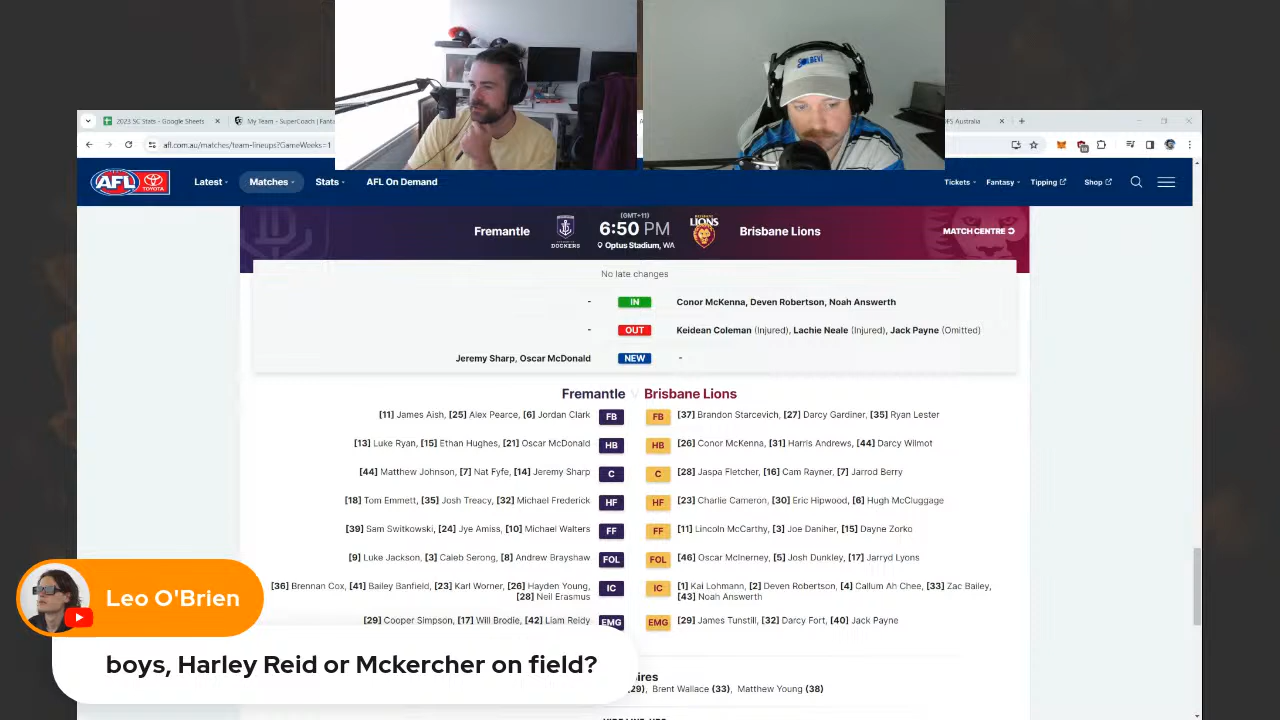 2023 SC Stats - Google Sheets
My Team - SuperCoach | Fanta
PS Australia
afl.com.au/matches/team-lineups?GameWeeks=1
AFL
TOYOTA
Latest
Matches
Stats
AFL On Demand
Tickets
Fantasy
Tipping
Shop
Fremantle
DOCKERS
(GMT+11)
6:50 PM
Optus Stadium, WA
LIONS
Brisbane Lions
MATCH CENTRE
No late changes
- IN Conor McKenna, Deven Robertson, Noah Answerth
- OUT Keidean Coleman (Injured), Lachie Neale (Injured), Jack Payne (Omitted)
Jeremy Sharp, Oscar McDonald NEW -
Fremantle V Brisbane Lions
[11] James Aish, [25] Alex Pearce, [6] Jordan Clark FB FB [37] Brandon Starcevich, [27] Darcy Gardiner, [35] Ryan Lester
[13] Luke Ryan, [15] Ethan Hughes, [21] Oscar McDonald HB HB [26] Conor McKenna, [31] Harris Andrews, [44] Darcy Wilmot
[44] Matthew Johnson, [7] Nat Fyfe, [14] Jeremy Sharp C C [28] Jaspa Fletcher, [16] Cam Rayner, [7] Jarrod Berry
[18] Tom Emmett, [35] Josh Treacy, [32] Michael Frederick HF HF [23] Charlie Cameron, [30] Eric Hipwood, [6] Hugh McCluggage
[39] Sam Switkowski, [24] Jye Amiss, [10] Michael Walters FF FF [11] Lincoln McCarthy, [3] Joe Daniher, [15] Dayne Zorko
[9] Luke Jackson, [3] Caleb Serong, [8] Andrew Brayshaw FOL FOL [46] Oscar McInerney, [5] Josh Dunkley, [17] Jarryd Lyons
[36] Brennan Cox, [41] Bailey Banfield, [23] Karl Worner, [26] Hayden Young, IC IC [1] Kai Lohmann, [2] Deven Robertson, [4] Callum Ah Chee, [33] Zac Bailey,
[28] Neil Erasmus [43] Noah Answerth
[29] Cooper Simpson, [17] Will Brodie, [42] Liam Reidy EMG EMG [29] James Tunstill, [32] Darcy Fort, [40] Jack Payne
Leo O'Brien
boys, Harley Reid or Mckercher on field?
ires
(29), Brent Wallace (33), Matthew Young (38)